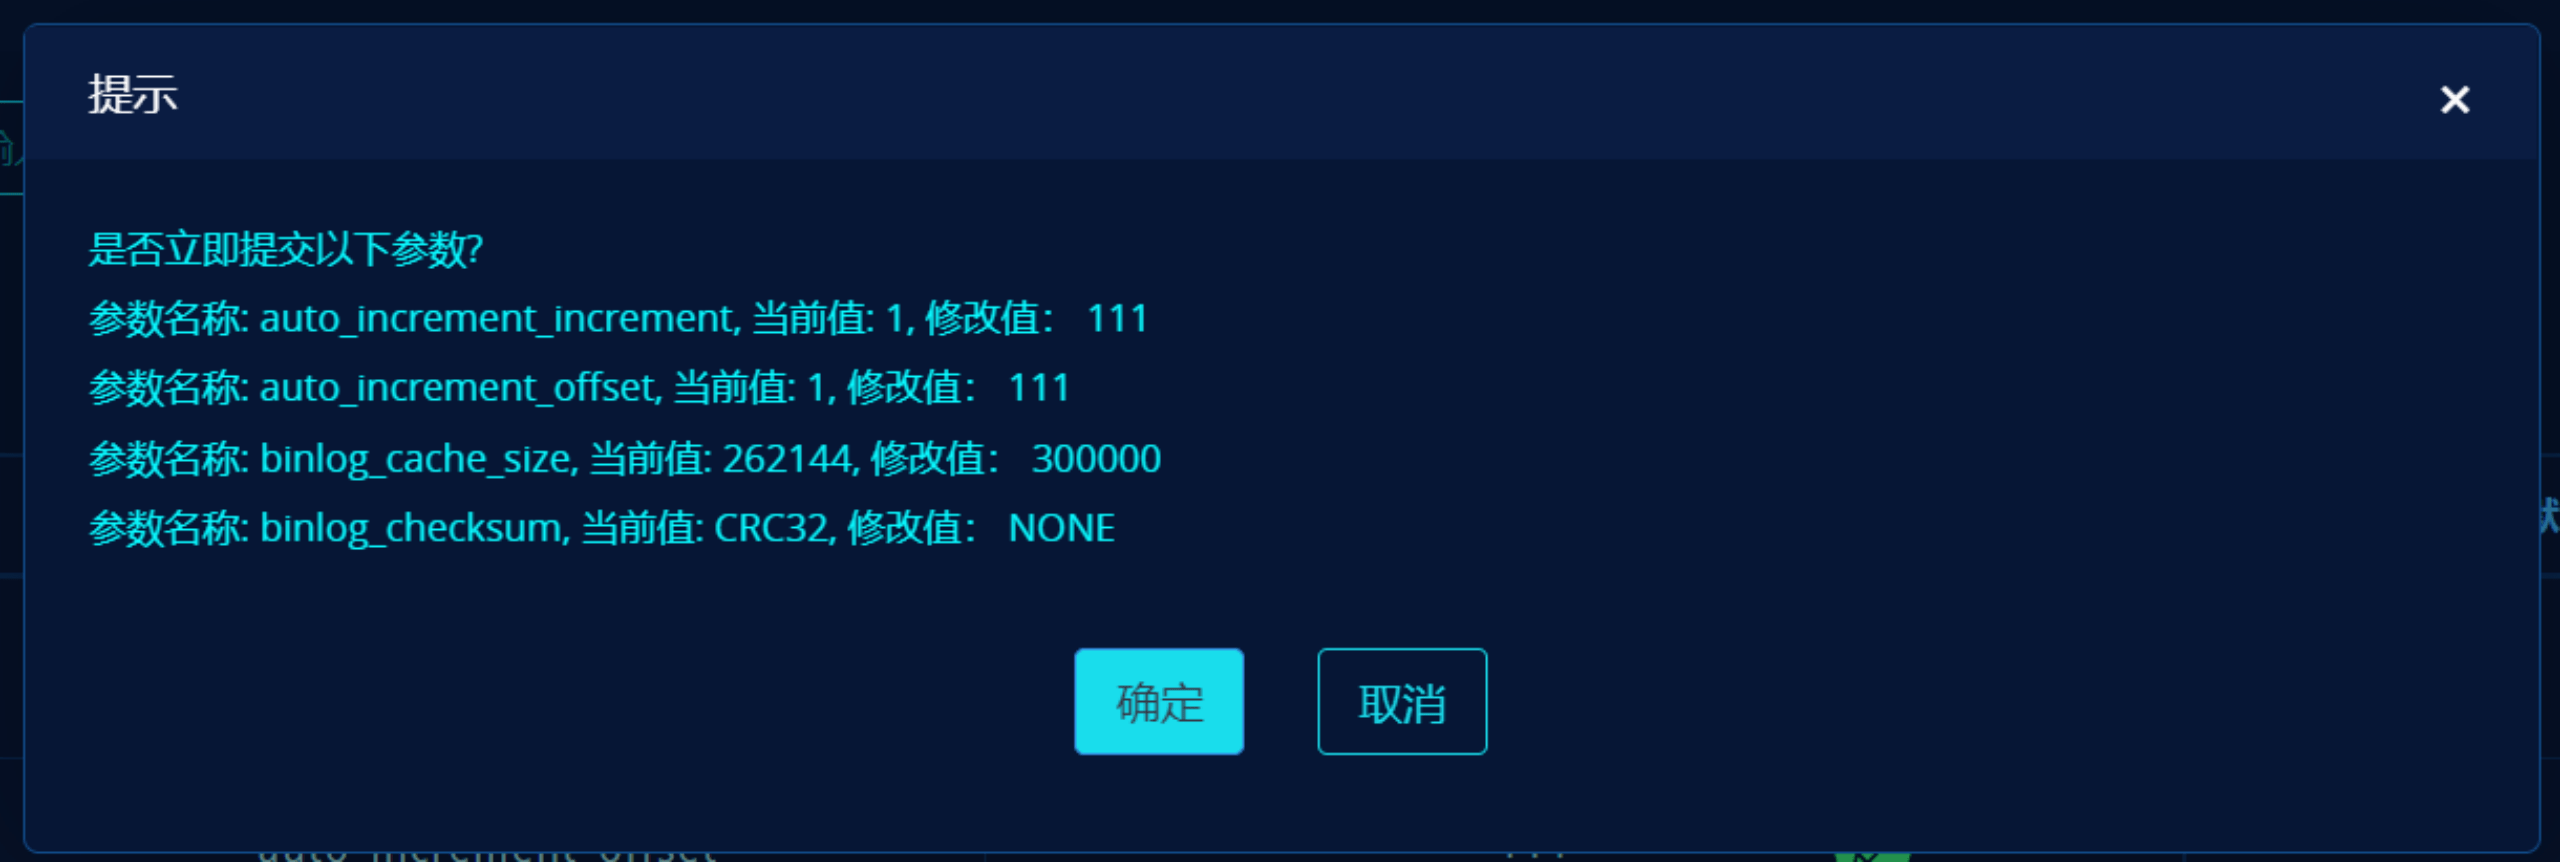 提示
×
是否立即提交以下参数?
参数名称: auto_increment_increment, 当前值: 1, 修改值： 111
参数名称: auto_increment_offset, 当前值: 1, 修改值： 111
参数名称: binlog_cache_size, 当前值: 262144, 修改值： 300000
参数名称: binlog_checksum, 当前值: CRC32, 修改值： NONE
确定 取消
auto_increment_offset